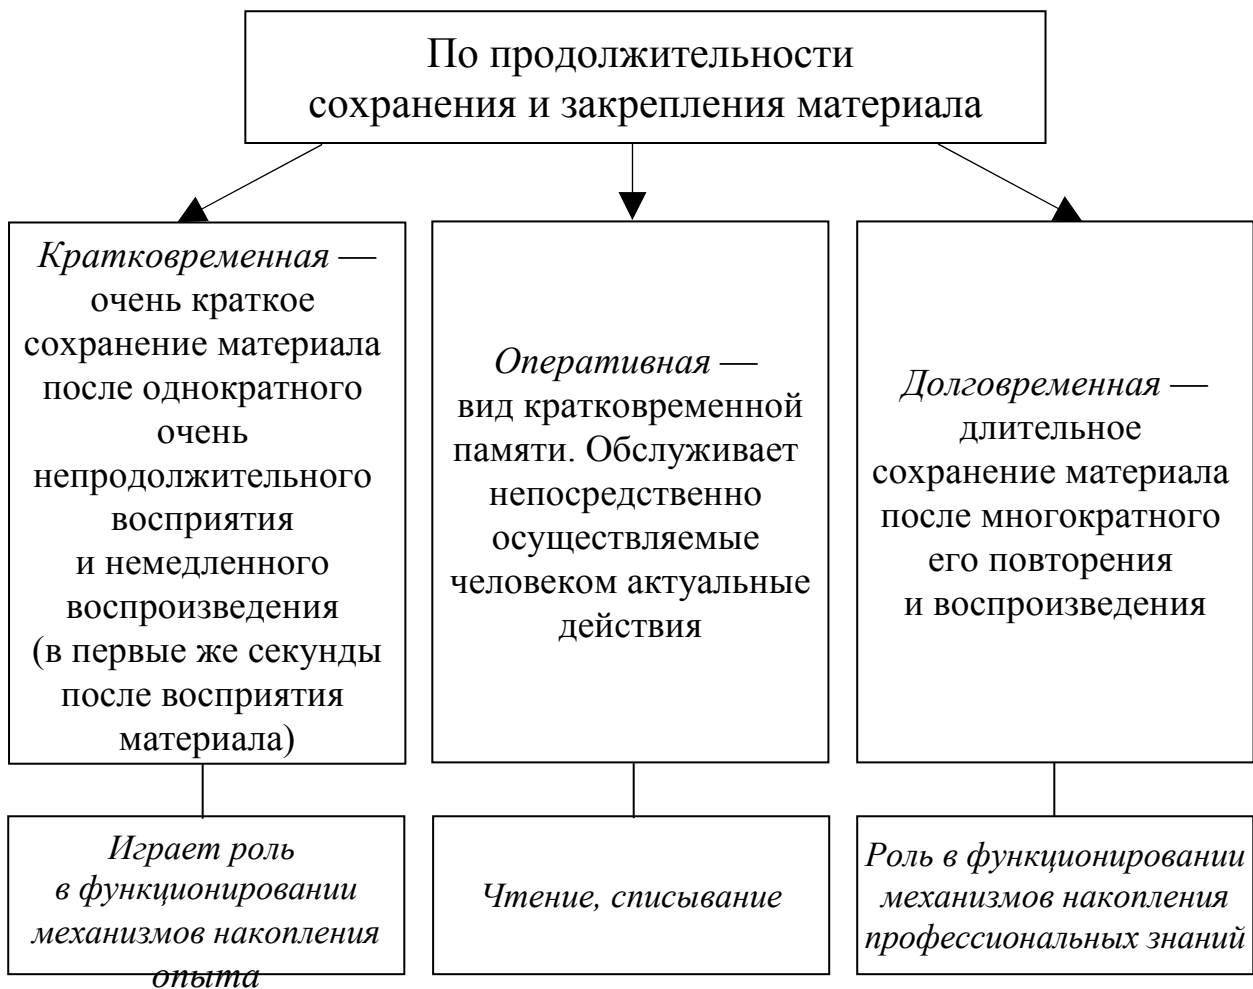 По продолжительности
сохранения и закрепления материала
Кратковременная —
очень краткое
сохранение материала
после однократного
очень
непродолжительного
восприятия
и немедленного
воспроизведения
(в первые же секунды
после восприятия
материала)
Оперативная —
вид кратковременной
памяти. Обслуживает
непосредственно
осуществляемые
человеком актуальные
действия
Долговременная —
длительное
сохранение материала
после многократного
его повторения
и воспроизведения
Играет роль
в функционировании
механизмов накопления
опыта
Чтение, списывание
Роль в функционировании
механизмов накопления
профессиональных знаний